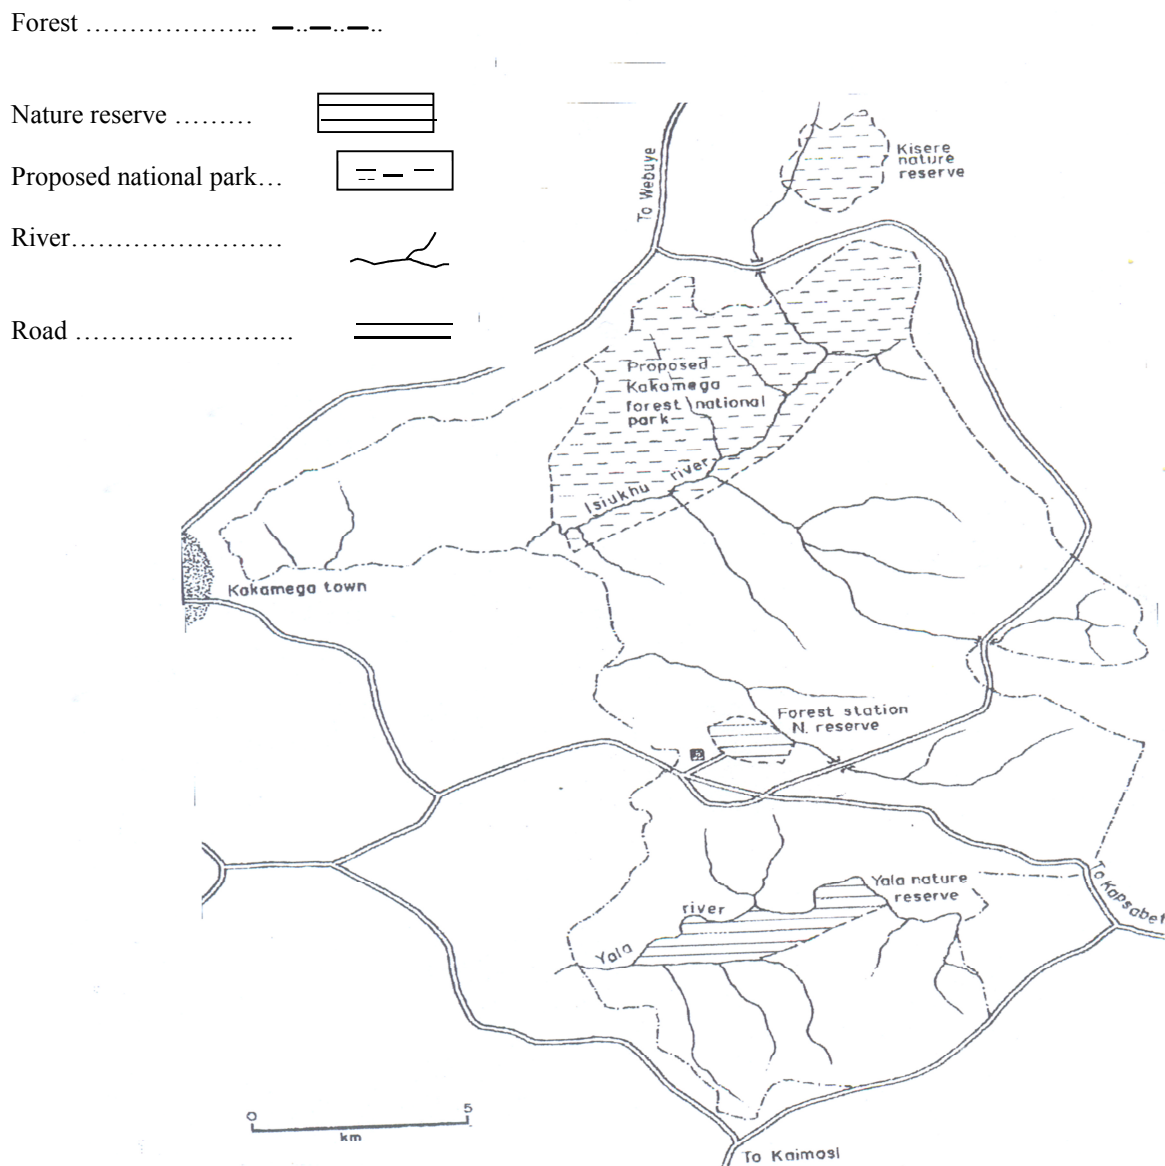 Forest ………………..
Nature reserve ………
Proposed national park…
River……………………
Road …………………….
To Webuye
Kisere
nature
reserve
Proposed
Kakamega
forest national
park
Isiukhu river
Kakamega town
Forest station
N. reserve
Yala nature
reserve
To Kapsabet
river
Yala
0 5
km
To Kaimosi